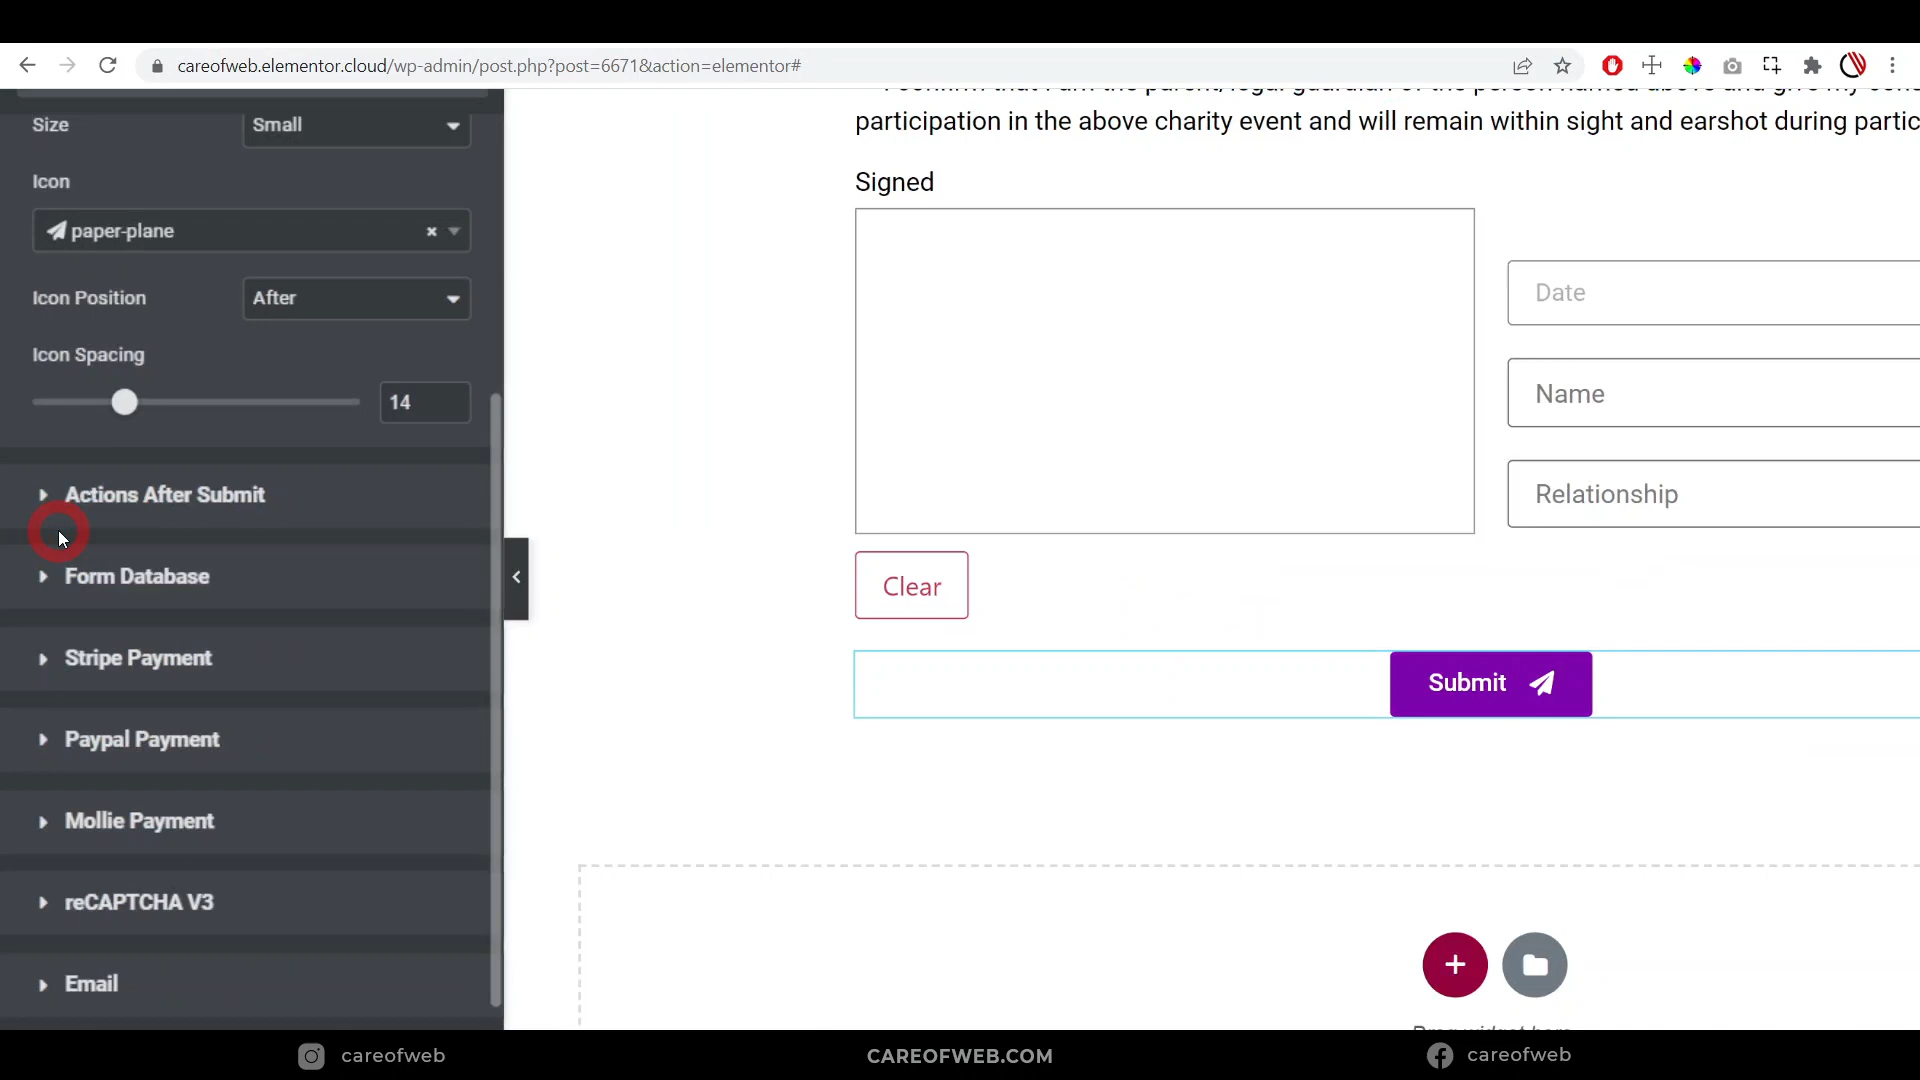 careofweb.elementor.cloud/wp-admin/post.php?post=6671&action=elementor#
Size
Small
Icon
paper-plane
Icon Position
After
Icon Spacing
14
Actions After Submit
Form Database
Stripe Payment
Paypal Payment
Mollie Payment
reCAPTCHA V3
Email
participation in the above charity event and will remain within sight and earshot during partic
Signed
Date
Name
Relationship
Clear
Submit
careofweb
CAREOFWEB.COM
careofweb